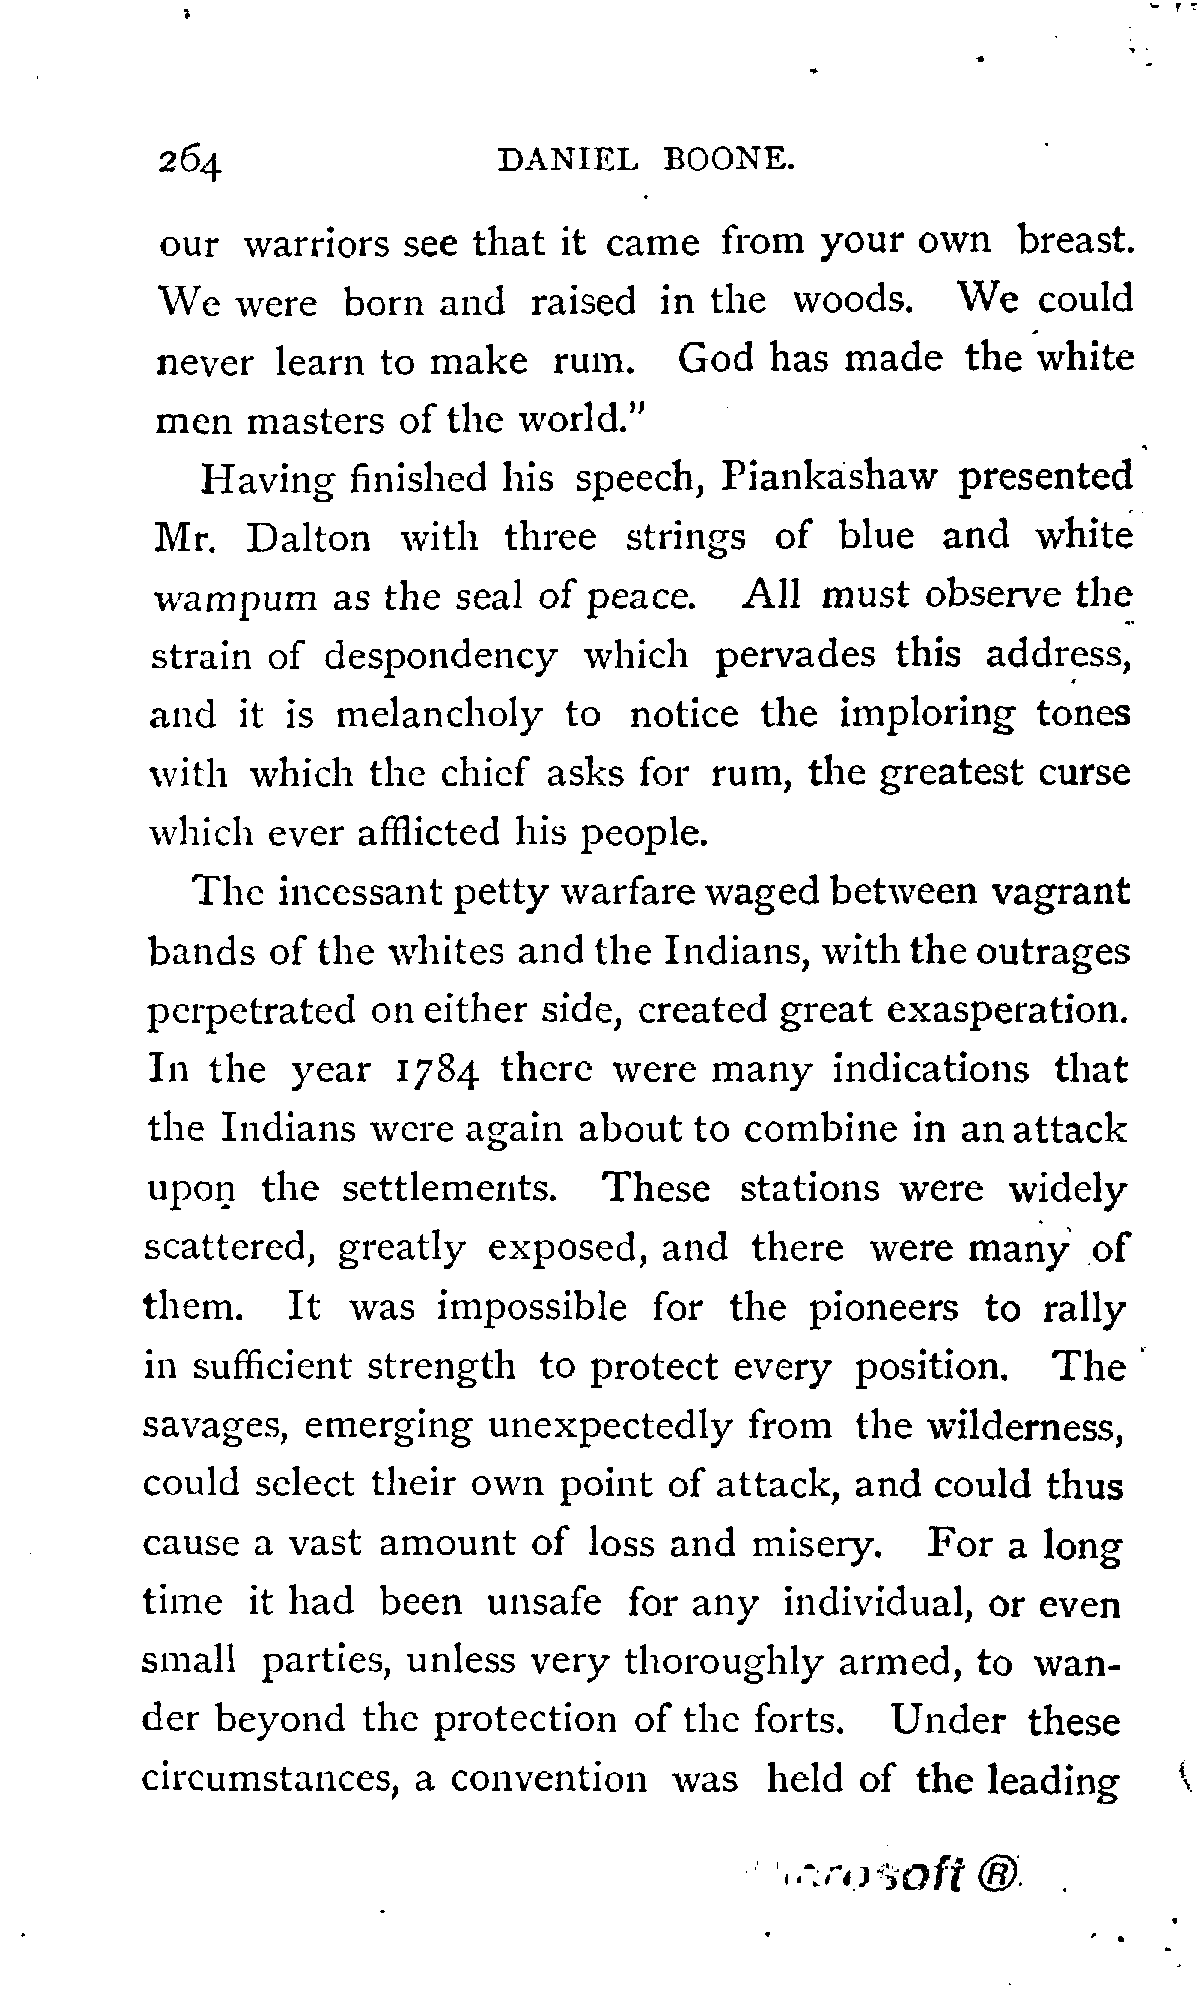 264 DANIEL BOONE.
our warriors see that it came from your own breast.
We were born and raised in the woods. We could
never learn to make rum. God has made the white
men masters of the world."
Having finished his speech, Piankashaw presented
Mr. Dalton with three strings of blue and white
wampum as the seal of peace. All must observe the
strain of despondency which pervades this address,
and it is melancholy to notice the imploring tones
with which the chief asks for rum, the greatest curse
which ever afflicted his people.
The incessant petty warfare waged between vagrant
bands of the whites and the Indians, with the outrages
perpetrated on either side, created great exasperation.
In the year 1784 there were many indications that
the Indians were again about to combine in an attack
upon the settlements. These stations were widely
scattered, greatly exposed, and there were many of
them. It was impossible for the pioneers to rally
in sufficient strength to protect every position. The
savages, emerging unexpectedly from the wilderness,
could select their own point of attack, and could thus
cause a vast amount of loss and misery. For a long
time it had been unsafe for any individual, or even
small parties, unless very thoroughly armed, to wan-
der beyond the protection of the forts. Under these
circumstances, a convention was held of the leading
®